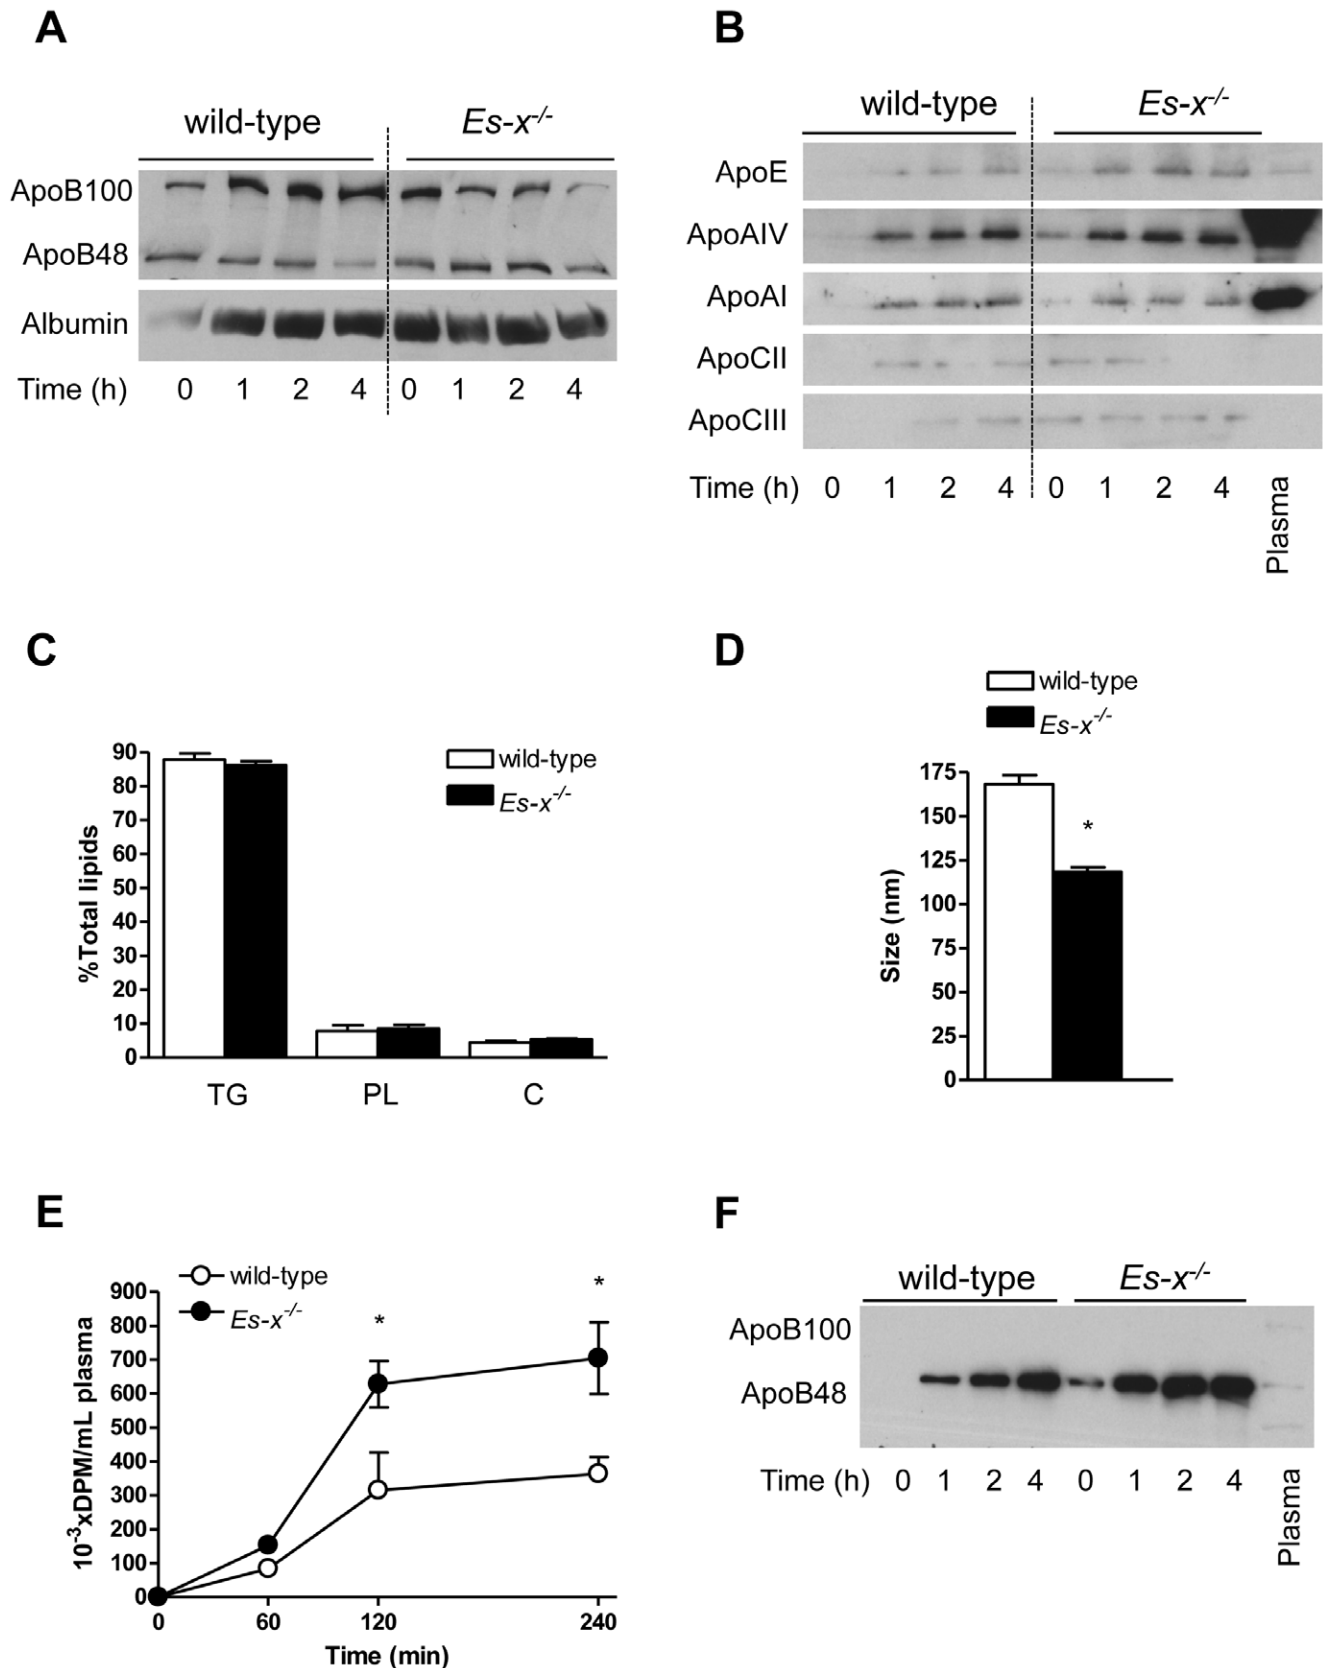 A
wild-type Es-x-/-
ApoB100
ApoB48
Albumin
Time (h) 0 1 2 4 0 1 2 4
B
wild-type Es-x-/-
ApoE
ApoAIV
ApoAI
ApoCII
ApoCIII
Time (h) 0 1 2 4 0 1 2 4 Plasma
C
wild-type
Es-x-/-
%Total lipids
90
80
70
60
50
40
30
20
10
0
TG PL C
D
wild-type
Es-x-/-
Size (nm)
175
150
125
100
75
50
25
0
*
E
wild-type
Es-x-/-
10-3xDPM/mL plasma
900
800
700
600
500
400
300
200
100
0
* *
0 60 120 240
Time (min)
F
wild-type Es-x-/-
ApoB100
ApoB48
Time (h) 0 1 2 4 0 1 2 4 Plasma